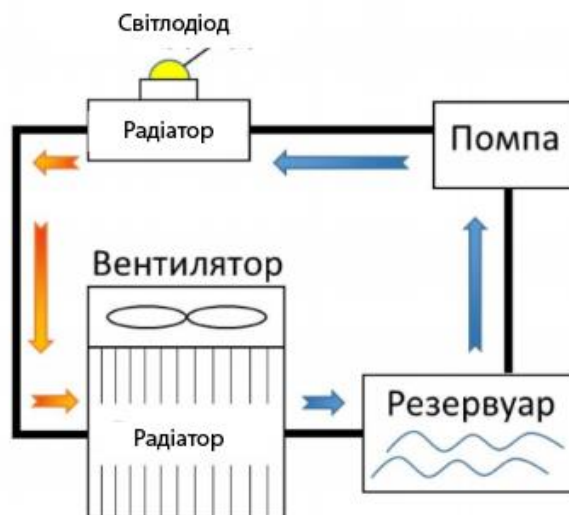 Світлодіод
Радіатор
Помпа
Вентилятор
Радіатор
Резервуар